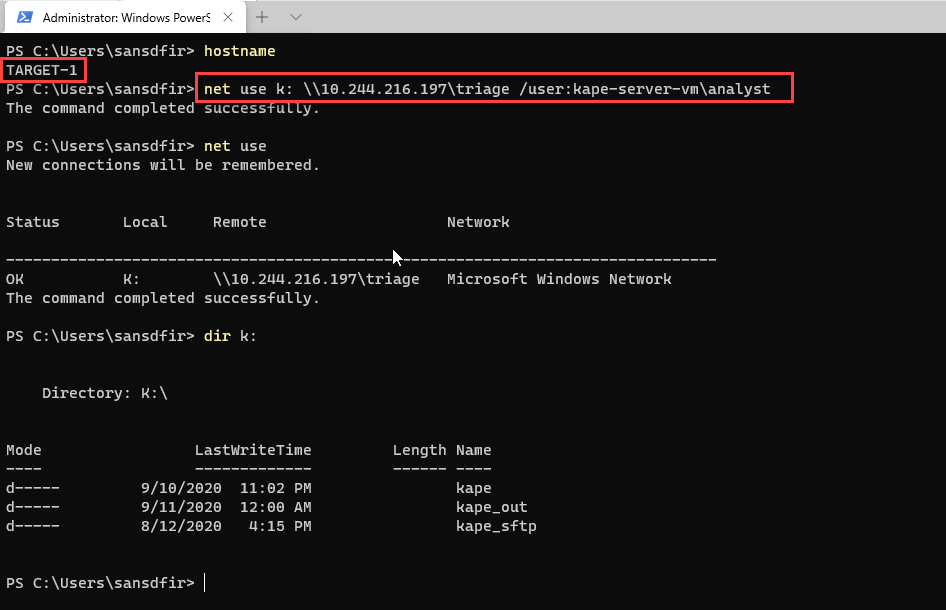 Administrator: Windows PowerS
PS C:\Users\sansdfir> hostname
TARGET-1
PS C:\Users\sansdfir> net use k: \\10.244.216.197\triage /user:kape-server-vm\analyst
The command completed successfully.
PS C:\Users\sansdfir> net use
New connections will be remembered.
Status       Local     Remote                    Network
-------------------------------------------------------------------------------
OK           K:        \\10.244.216.197\triage   Microsoft Windows Network
The command completed successfully.
PS C:\Users\sansdfir> dir k:
    Directory: K:\
Mode                 LastWriteTime         Length Name
----                 -------------         ------ ----
d-----         9/10/2020  11:02 PM                kape
d-----         9/11/2020  12:00 AM                kape_out
d-----         8/12/2020   4:15 PM                kape_sftp
PS C:\Users\sansdfir>